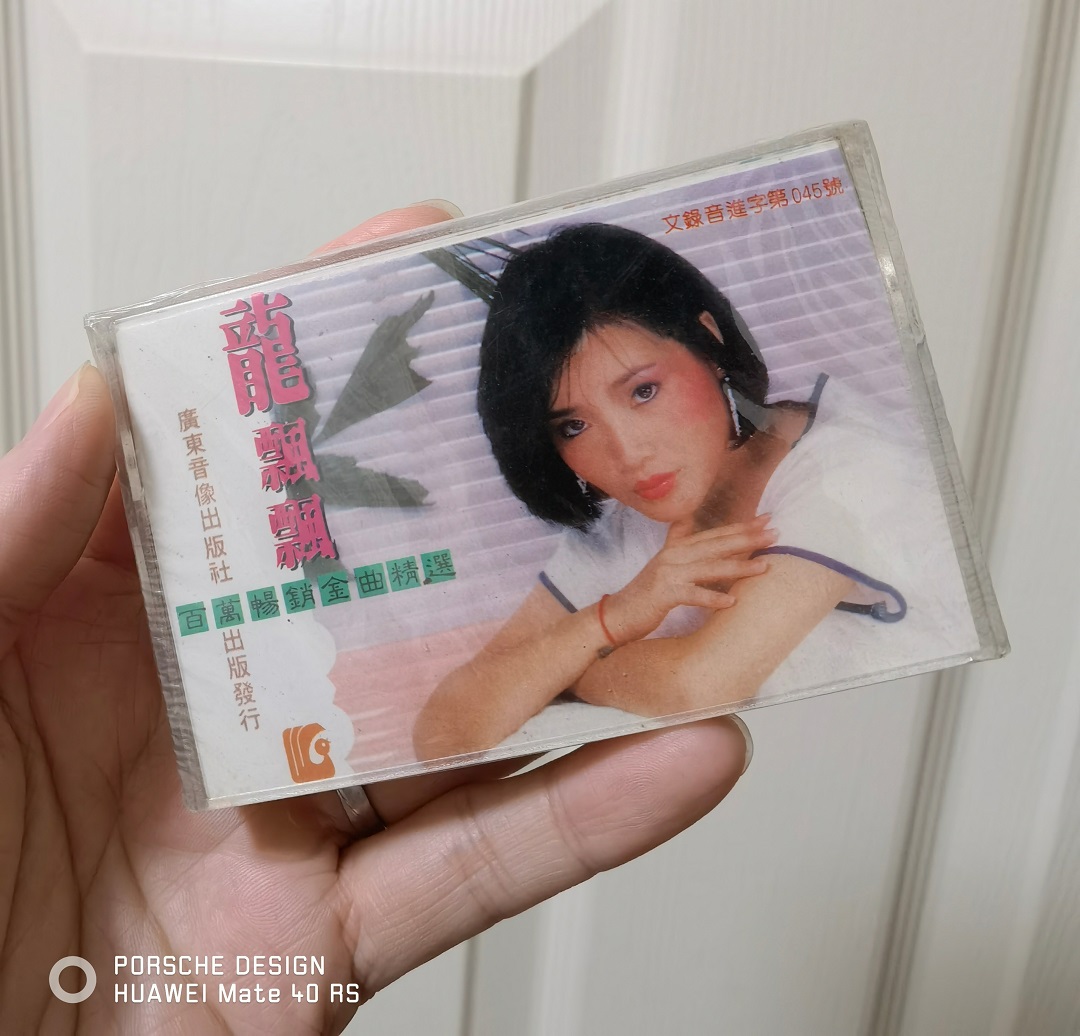 文錄音進字第045號
龍飄飄
廣東音像出版社
百萬暢銷金曲精選
出版發行
PORSCHE DESIGN
HUAWEI Mate 40 RS